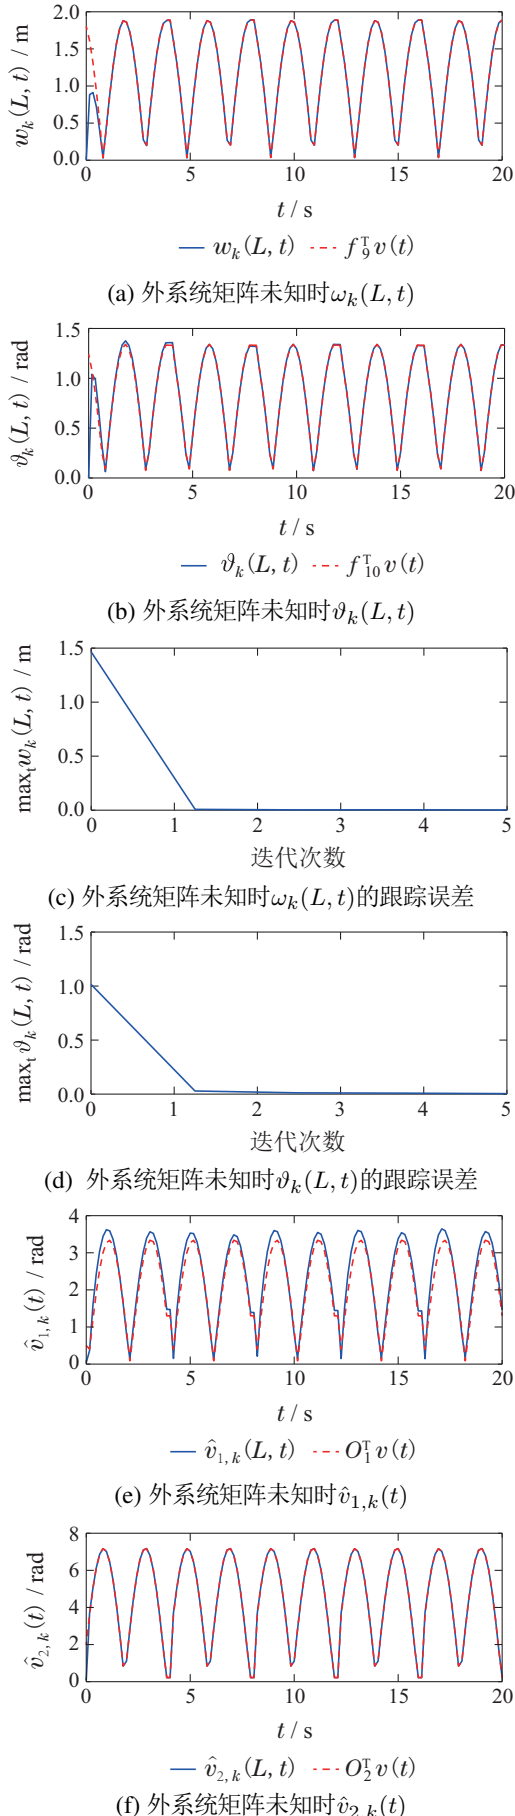 2.0
1.5
1.0
0.5
0.0
w_k(L, t) / m
0 5 10 15 20
t / s
w_k(L, t) f_9^T v(t)
(a) 外系统矩阵未知时ω_k(L, t)
1.5
1.0
0.5
0.0
ϑ_k(L, t) / rad
0 5 10 15 20
t / s
ϑ_k(L, t) f_10^T v(t)
(b) 外系统矩阵未知时ϑ_k(L, t)
1.5
1.0
0.5
0.0
max_t w_k(L, t) / m
0 1 2 3 4 5
迭代次数
(c) 外系统矩阵未知时ω_k(L, t)的跟踪误差
1.5
1.0
0.5
0.0
max_t ϑ_k(L, t) / rad
0 1 2 3 4 5
迭代次数
(d) 外系统矩阵未知时ϑ_k(L, t)的跟踪误差
4
3
2
1
0
v̂_{1,k}(t) / rad
0 5 10 15 20
t / s
v̂_{1,k}(L, t) O_1^T v(t)
(e) 外系统矩阵未知时v̂_{1,k}(t)
8
6
4
2
0
v̂_{2,k}(t) / rad
0 5 10 15 20
t / s
v̂_{2,k}(L, t) O_2^T v(t)
(f) 外系统矩阵未知时v̂_{2,k}(t)